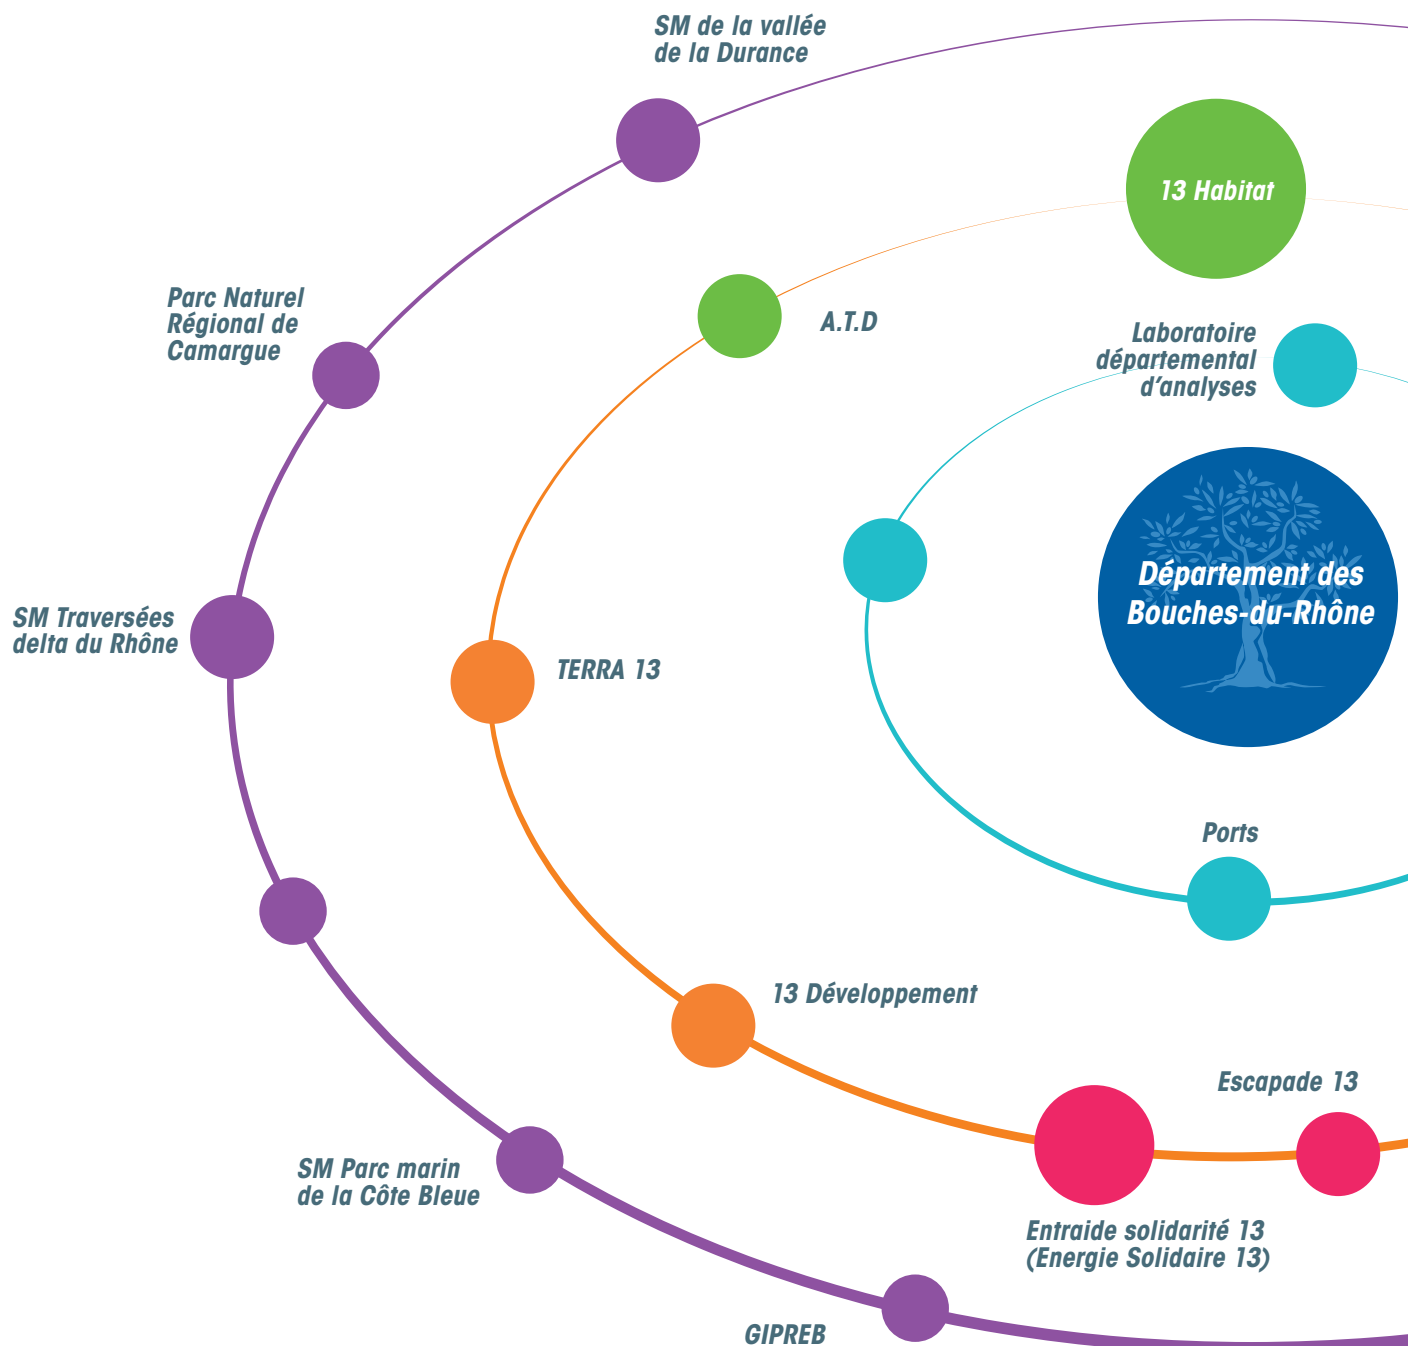 SM de la vallée
de la Durance
13 Habitat
Parc Naturel
Régional de
Camargue
A.T.D
Laboratoire
départemental
d’analyses
Département des
Bouches-du-Rhône
SM Traversées
delta du Rhône
TERRA 13
Ports
13 Développement
Escapade 13
SM Parc marin
de la Côte Bleue
Entraide solidarité 13
(Energie Solidaire 13)
GIPREB